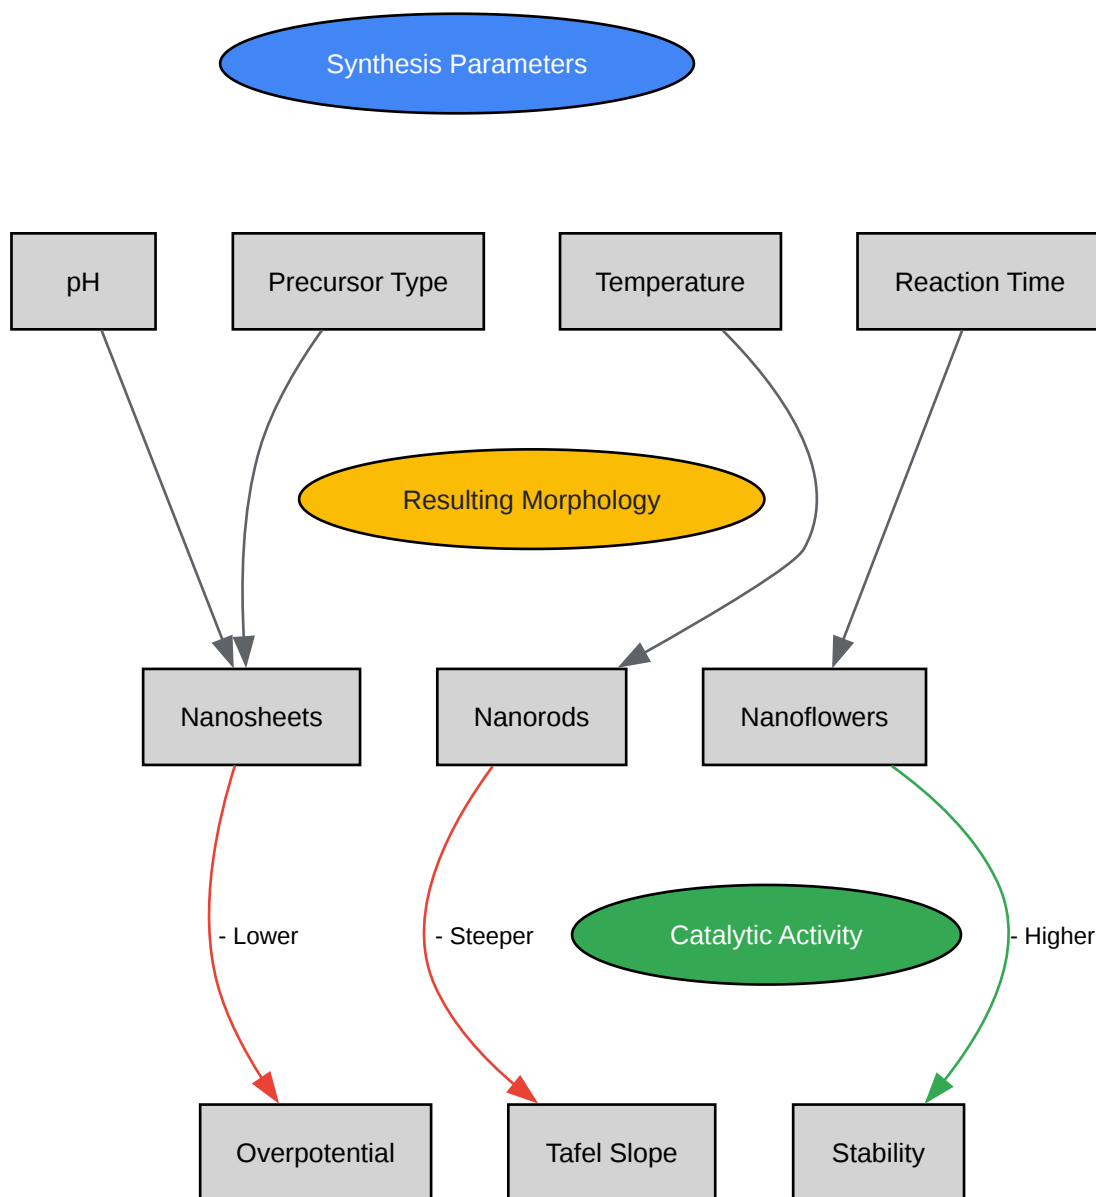 Synthesis Parameters
pH
Precursor Type
Temperature
Reaction Time
Resulting Morphology
Nanosheets
Nanorods
Nanoflowers
- Lower
- Steeper
Catalytic Activity
- Higher
Overpotential
Tafel Slope
Stability